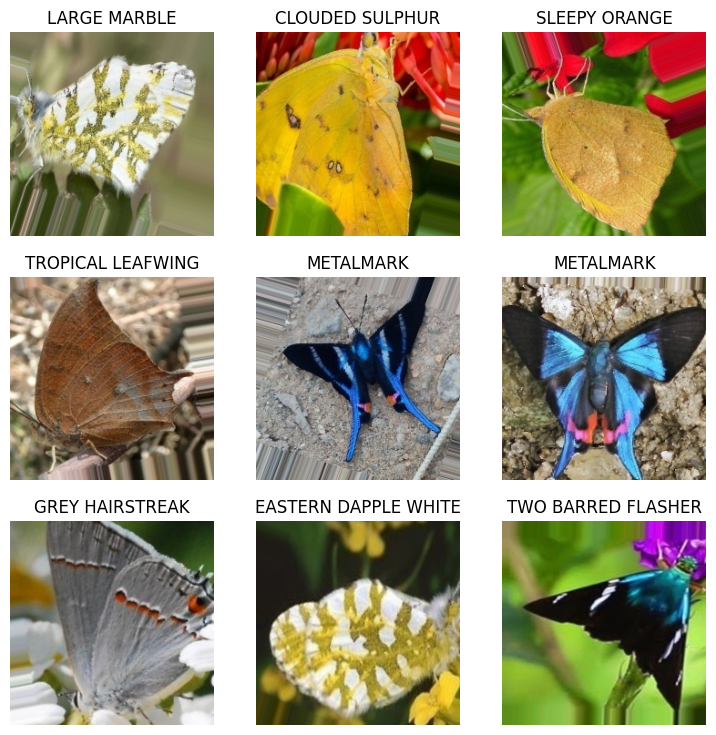 LARGE MARBLE
CLOUDED SULPHUR
SLEEPY ORANGE
TROPICAL LEAFWING
METALMARK
METALMARK
GREY HAIRSTREAK
EASTERN DAPPLE WHITE
TWO BARRED FLASHER